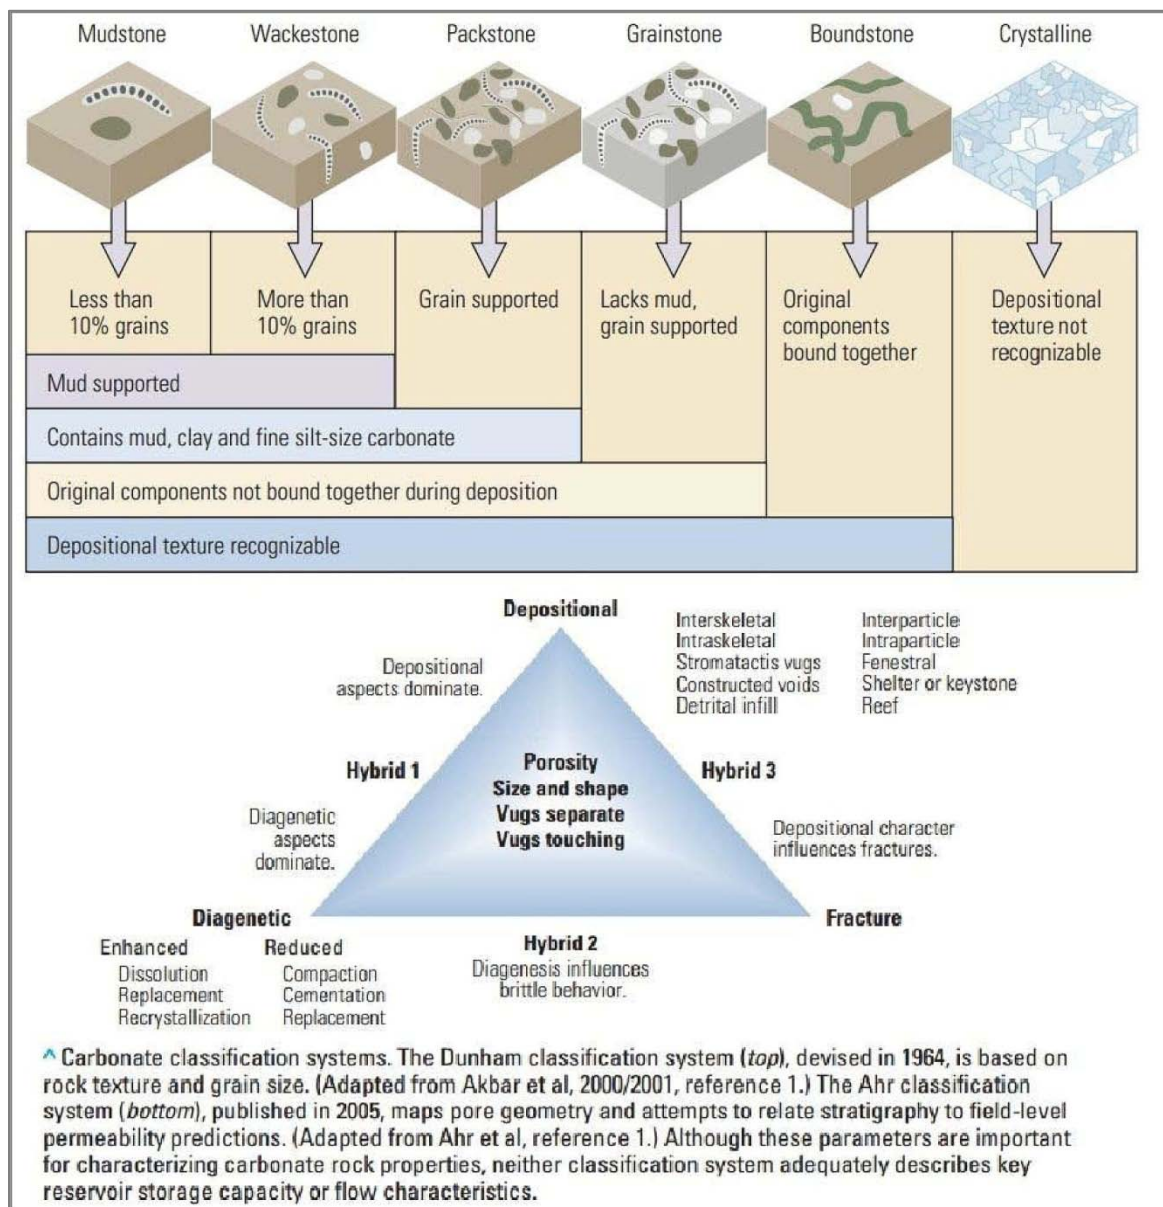 Mudstone Wackestone Packstone Grainstone Boundstone Crystalline
Less than
10% grains
More than
10% grains
Grain supported
Lacks mud,
grain supported
Original
components
bound together
Depositional
texture not
recognizable
Mud supported
Contains mud, clay and fine silt-size carbonate
Original components not bound together during deposition
Depositional texture recognizable
Depositional
Interskeletal
Intraskeletal
Stromatactis vugs
Constructed voids
Detrital infill
Interparticle
Intraparticle
Fenestral
Shelter or keystone
Reef
Depositional
aspects dominate.
Hybrid 1
Porosity
Size and shape
Vugs separate
Vugs touching
Hybrid 3
Diagenetic
aspects
dominate.
Depositional character
influences fractures.
Diagenetic
Fracture
Enhanced
Dissolution
Replacement
Recrystallization
Reduced
Compaction
Cementation
Replacement
Hybrid 2
Diagenesis influences
brittle behavior.
^ Carbonate classification systems. The Dunham classification system (top), devised in 1964, is based on
rock texture and grain size. (Adapted from Akbar et al, 2000/2001, reference 1.) The Ahr classification
system (bottom), published in 2005, maps pore geometry and attempts to relate stratigraphy to field-level
permeability predictions. (Adapted from Ahr et al, reference 1.) Although these parameters are important
for characterizing carbonate rock properties, neither classification system adequately describes key
reservoir storage capacity or flow characteristics.